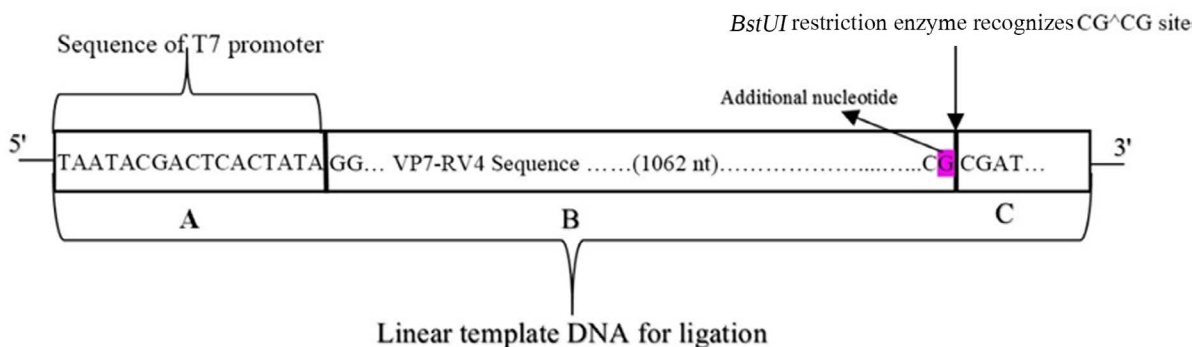 BstUI restriction enzyme recognizes CG^CG site
Sequence of T7 promoter
Additional nucleotide
5'
3'
TAATACGACTCACTATA GG... VP7-RV4 Sequence ......(1062 nt)........................CG CGAT...
A
B
C
Linear template DNA for ligation